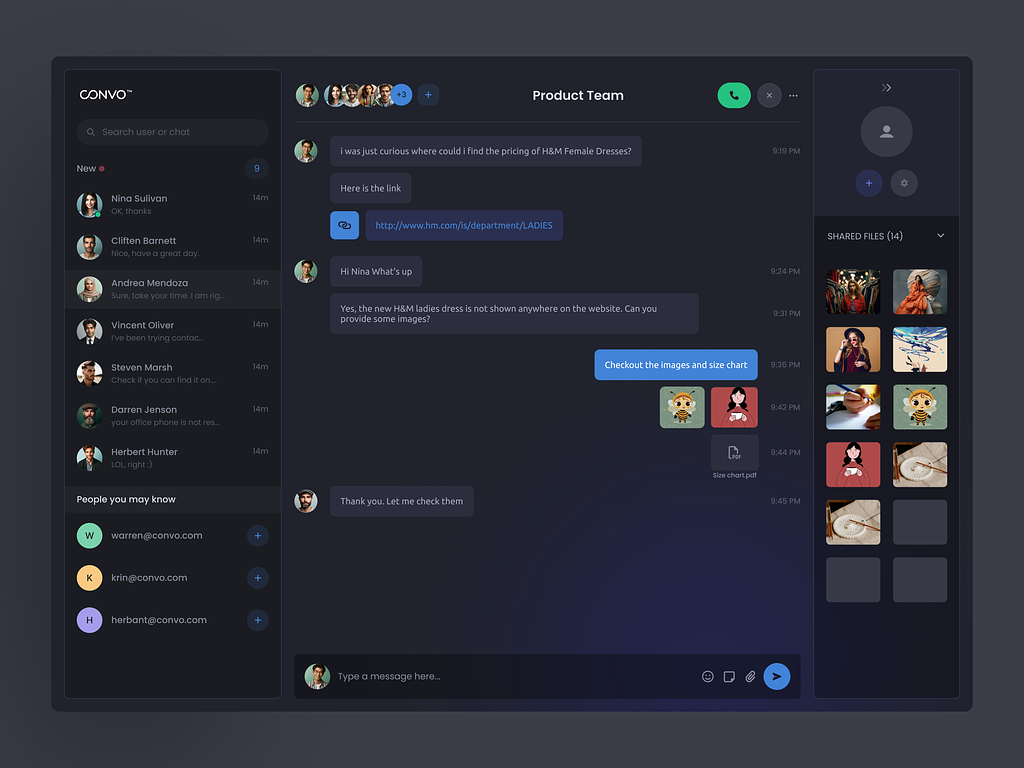 CONVO™
Search user or chat
New
9
Nina Sulivan
14m
OK, thanks
Cliften Barnett
14m
Nice, have a great day.
Andrea Mendoza
14m
Sure, take your time. I am rig..
Vincent Oliver
14m
I've been trying contac...
Steven Marsh
14m
Check if you can find it on...
Darren Jenson
14m
your office phone is not res...
Herbert Hunter
14m
LOL, right :)
People you may know
W
warren@convo.com
+
K
krin@convo.com
+
H
herbant@convo.com
+
+3
+
Product Team
i was just curious where could i find the pricing of H&M Female Dresses?
9:19 PM
Here is the link
http://www.hm.com/is/department/LADIES
Hi Nina What's up
9:24 PM
Yes, the new H&M ladies dress is not shown anywhere on the website. Can you
provide some images?
9:31 PM
Checkout the images and size chart
9:36 PM
9:42 PM
PDF
9:44 PM
Size chart.pdf
Thank you. Let me check them
9:45 PM
Type a message here...
+
SHARED FILES (14)